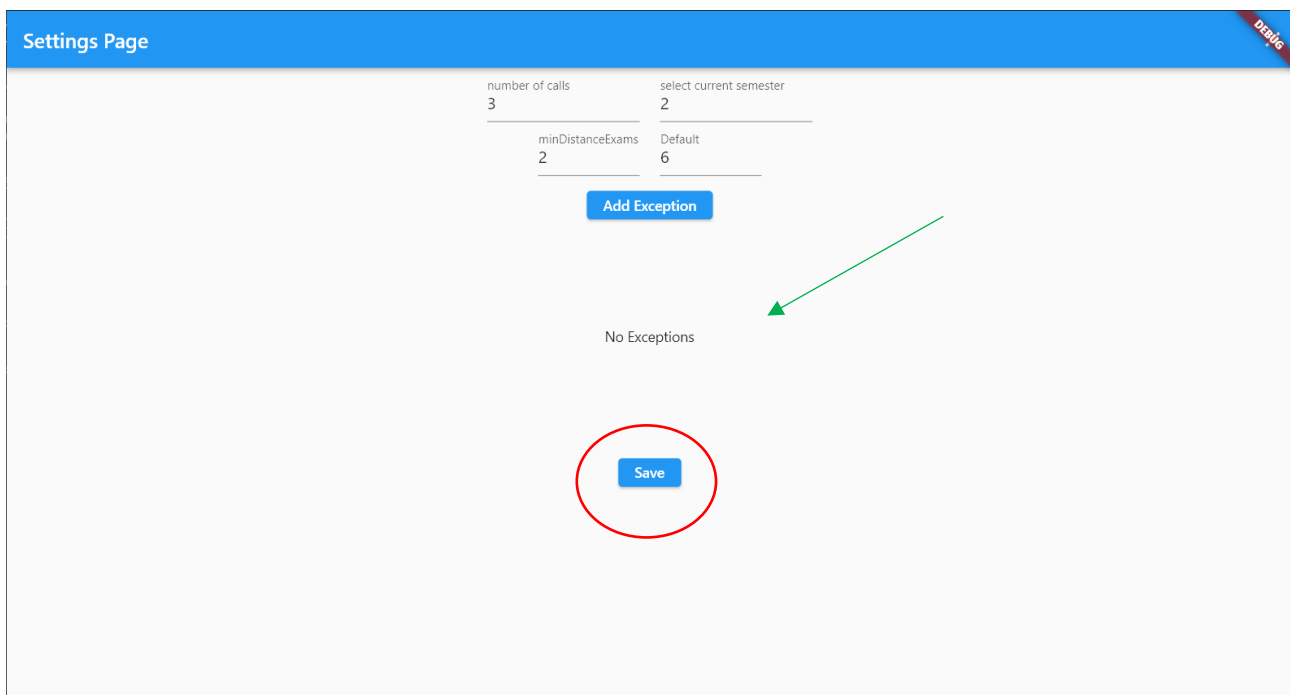 Settings Page
DEBUG
number of calls select current semester
3 2
minDistanceExams Default
2 6
Add Exception
No Exceptions
Save